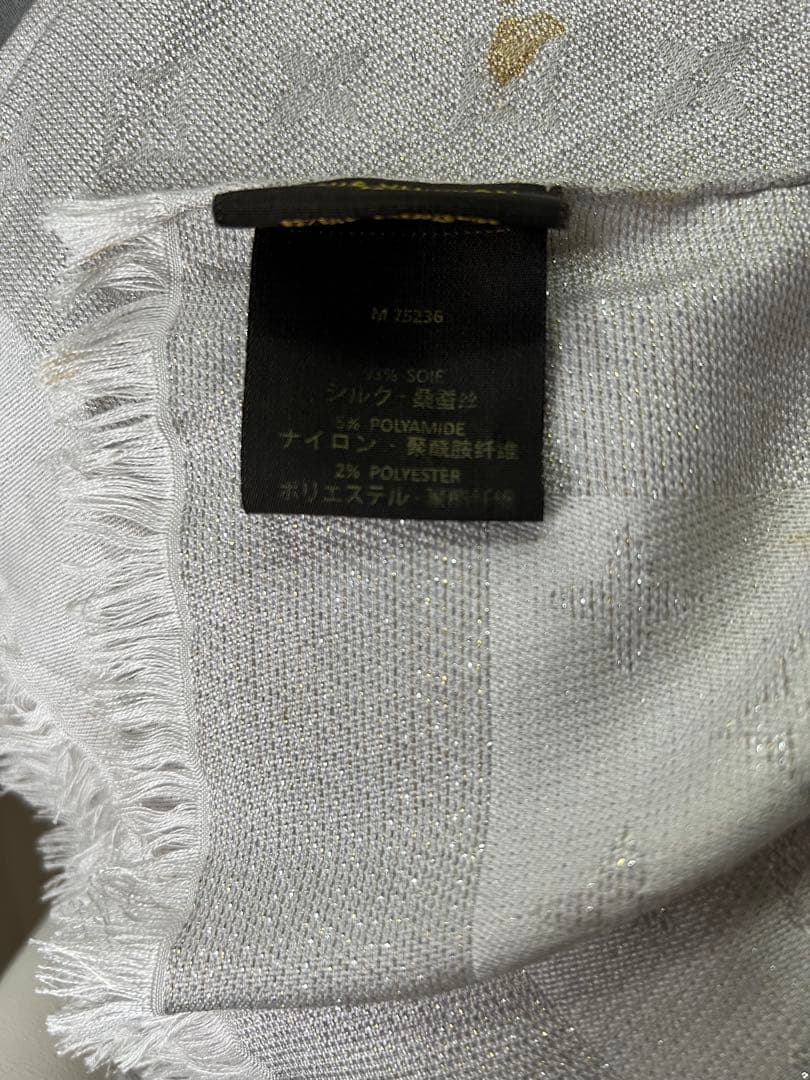 M 75236
93% SOIE
シルク · 桑蚕丝
5% POLYAMIDE
ナイロン · 聚酰胺纤维
2% POLYESTER
ポリエステル · 聚酯纤维